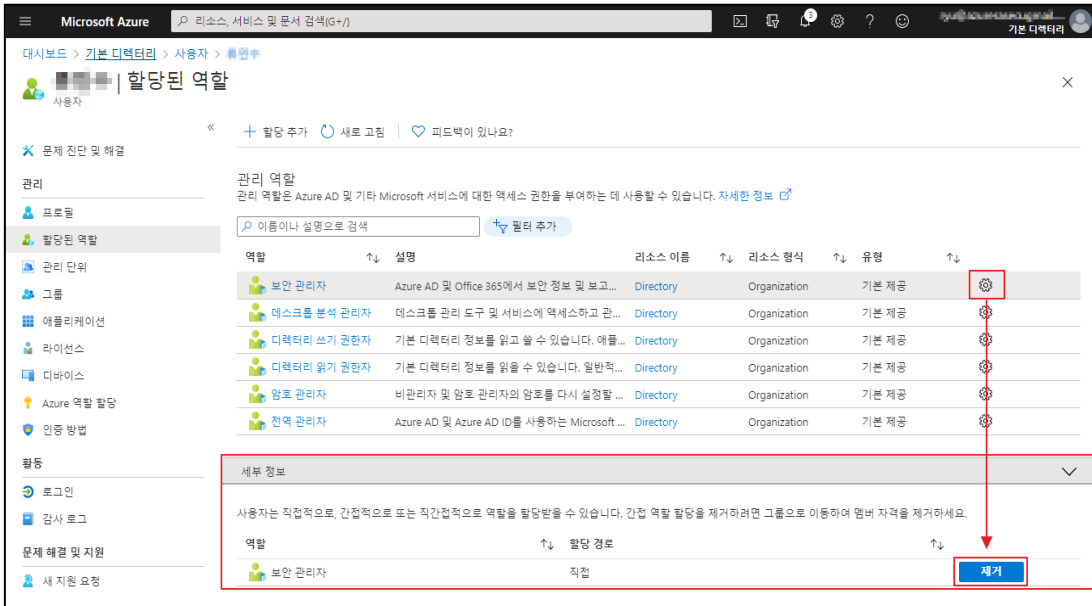 Microsoft Azure
리소스, 서비스 및 문서 검색(G+/)
3
기본 디렉터리
대시보드 > 기본 디렉터리 > 사용자 >
| 할당된 역할
사용자
문제 진단 및 해결
관리
프로필
할당된 역할
관리 단위
그룹
애플리케이션
라이선스
디바이스
Azure 역할 할당
인증 방법
활동
로그인
감사 로그
문제 해결 및 지원
새 지원 요청
할당 추가 새로 고침 피드백이 있나요?
관리 역할
관리 역할은 Azure AD 및 기타 Microsoft 서비스에 대한 액세스 권한을 부여하는 데 사용할 수 있습니다. 자세한 정보
이름이나 설명으로 검색 필터 추가
역할 설명 리소스 이름 리소스 형식 유형
보안 관리자 Azure AD 및 Office 365에서 보안 정보 및 보고... Directory Organization 기본 제공
데스크톱 분석 관리자 데스크톱 관리 도구 및 서비스에 액세스하고 관... Directory Organization 기본 제공
디렉터리 쓰기 권한자 기본 디렉터리 정보를 읽고 쓸 수 있습니다. 애플... Directory Organization 기본 제공
디렉터리 읽기 권한자 기본 디렉터리 정보를 읽을 수 있습니다. 일반적... Directory Organization 기본 제공
암호 관리자 비관리자 및 암호 관리자의 암호를 다시 설정할 ... Directory Organization 기본 제공
전역 관리자 Azure AD 및 Azure AD ID를 사용하는 Microsoft ... Directory Organization 기본 제공
세부 정보
사용자는 직접적으로, 간접적으로 또는 직간접적으로 역할을 할당받을 수 있습니다. 간접 역할 할당을 제거하려면 그룹으로 이동하여 멤버 자격을 제거하세요.
역할 할당 경로
보안 관리자 직접 제거